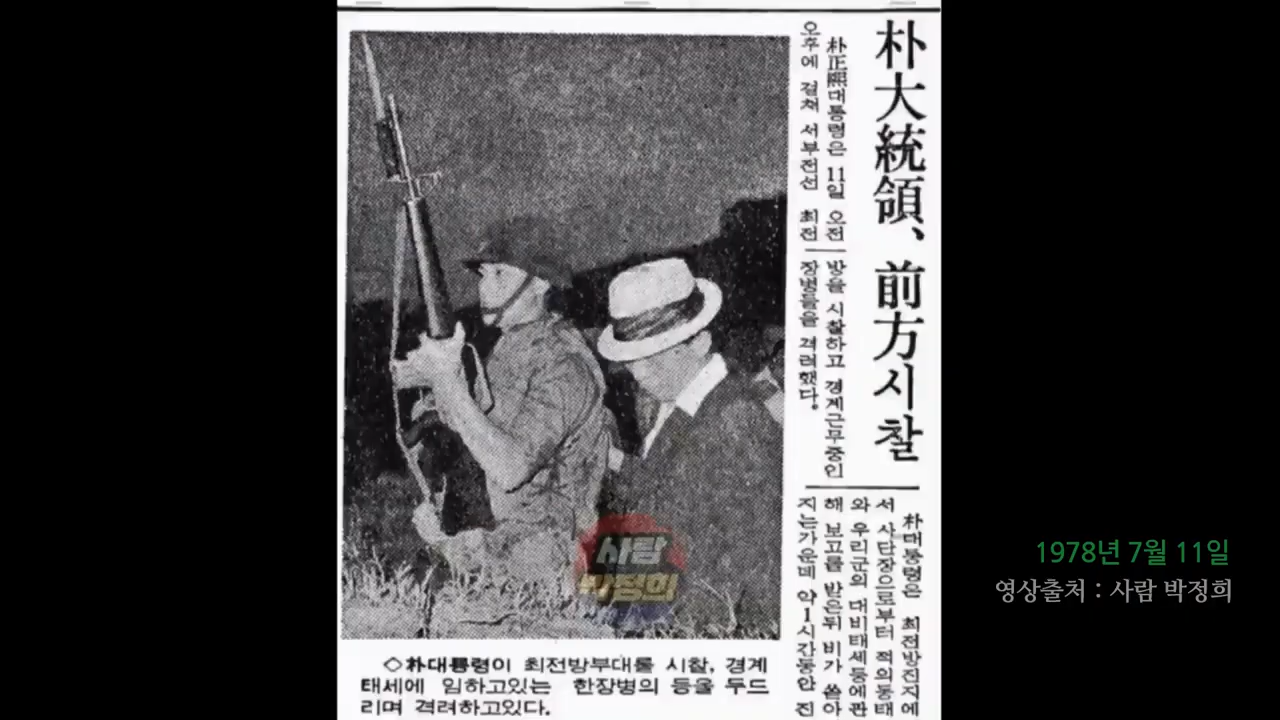 朴大統領、前方시찰
朴正熙대통령은 11일 오전
오후에 걸쳐 서부전선 최전
방을 시찰하고 경계근무중인
장병들을 격려했다.
朴대통령은 최전방진지에
서 사단장으로부터 적의동태
와 우리군의 대비태세등에관
해 보고를 받은뒤 비가 쏟아
지는가운데 약1시간동안 진
◇朴대통령이 최전방부대를 시찰, 경계
태세에 임하고있는 한장병의 등을 두드
리며 격려하고있다.
사람
박정희
1978년 7월 11일
영상출처 : 사람 박정희